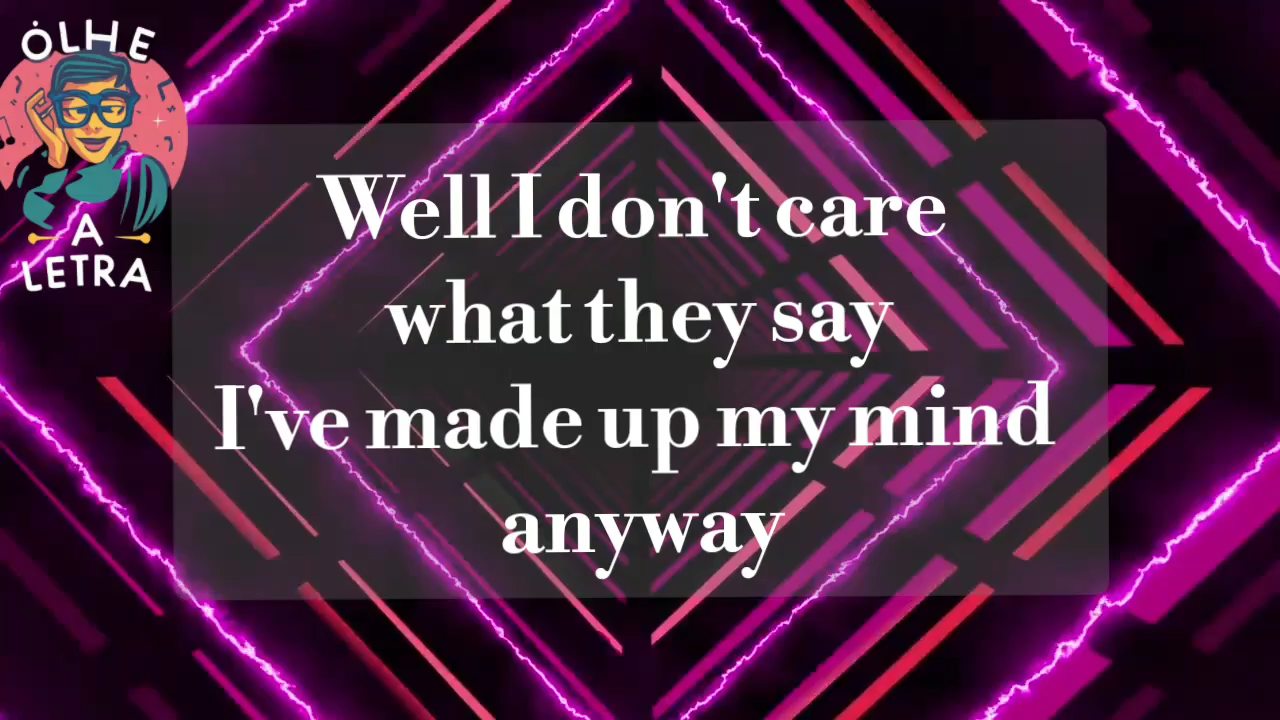 OLHE
A
LETRA
Well I don't care
what they say
I've made up my mind
anyway